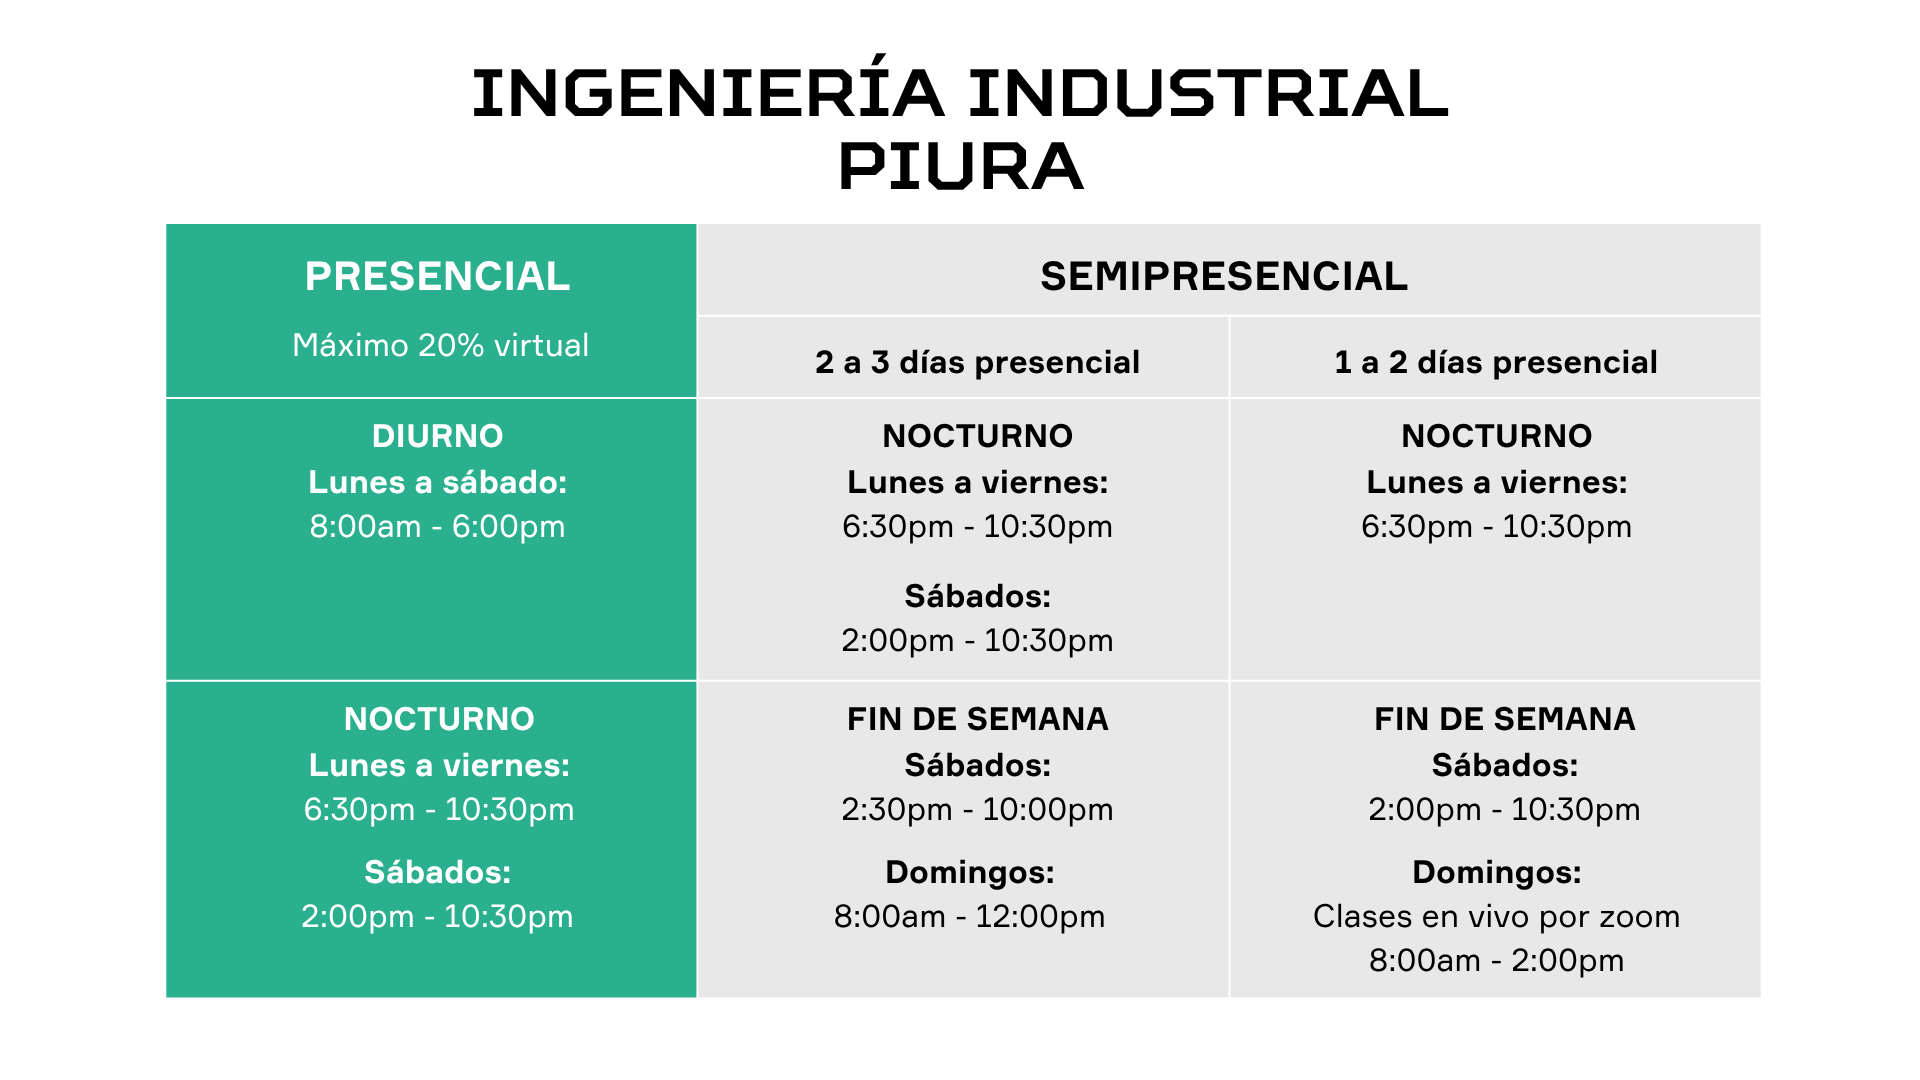 INGENIERÍA INDUSTRIAL
PIURA
PRESENCIAL
Máximo 20% virtual
SEMIPRESENCIAL
2 a 3 días presencial
1 a 2 días presencial
DIURNO
Lunes a sábado:
8:00am - 6:00pm
NOCTURNO
Lunes a viernes:
6:30pm - 10:30pm
Sábados:
2:00pm - 10:30pm
NOCTURNO
Lunes a viernes:
6:30pm - 10:30pm
NOCTURNO
Lunes a viernes:
6:30pm - 10:30pm
Sábados:
2:00pm - 10:30pm
FIN DE SEMANA
Sábados:
2:30pm - 10:00pm
Domingos:
8:00am - 12:00pm
FIN DE SEMANA
Sábados:
2:00pm - 10:30pm
Domingos:
Clases en vivo por zoom
8:00am - 2:00pm